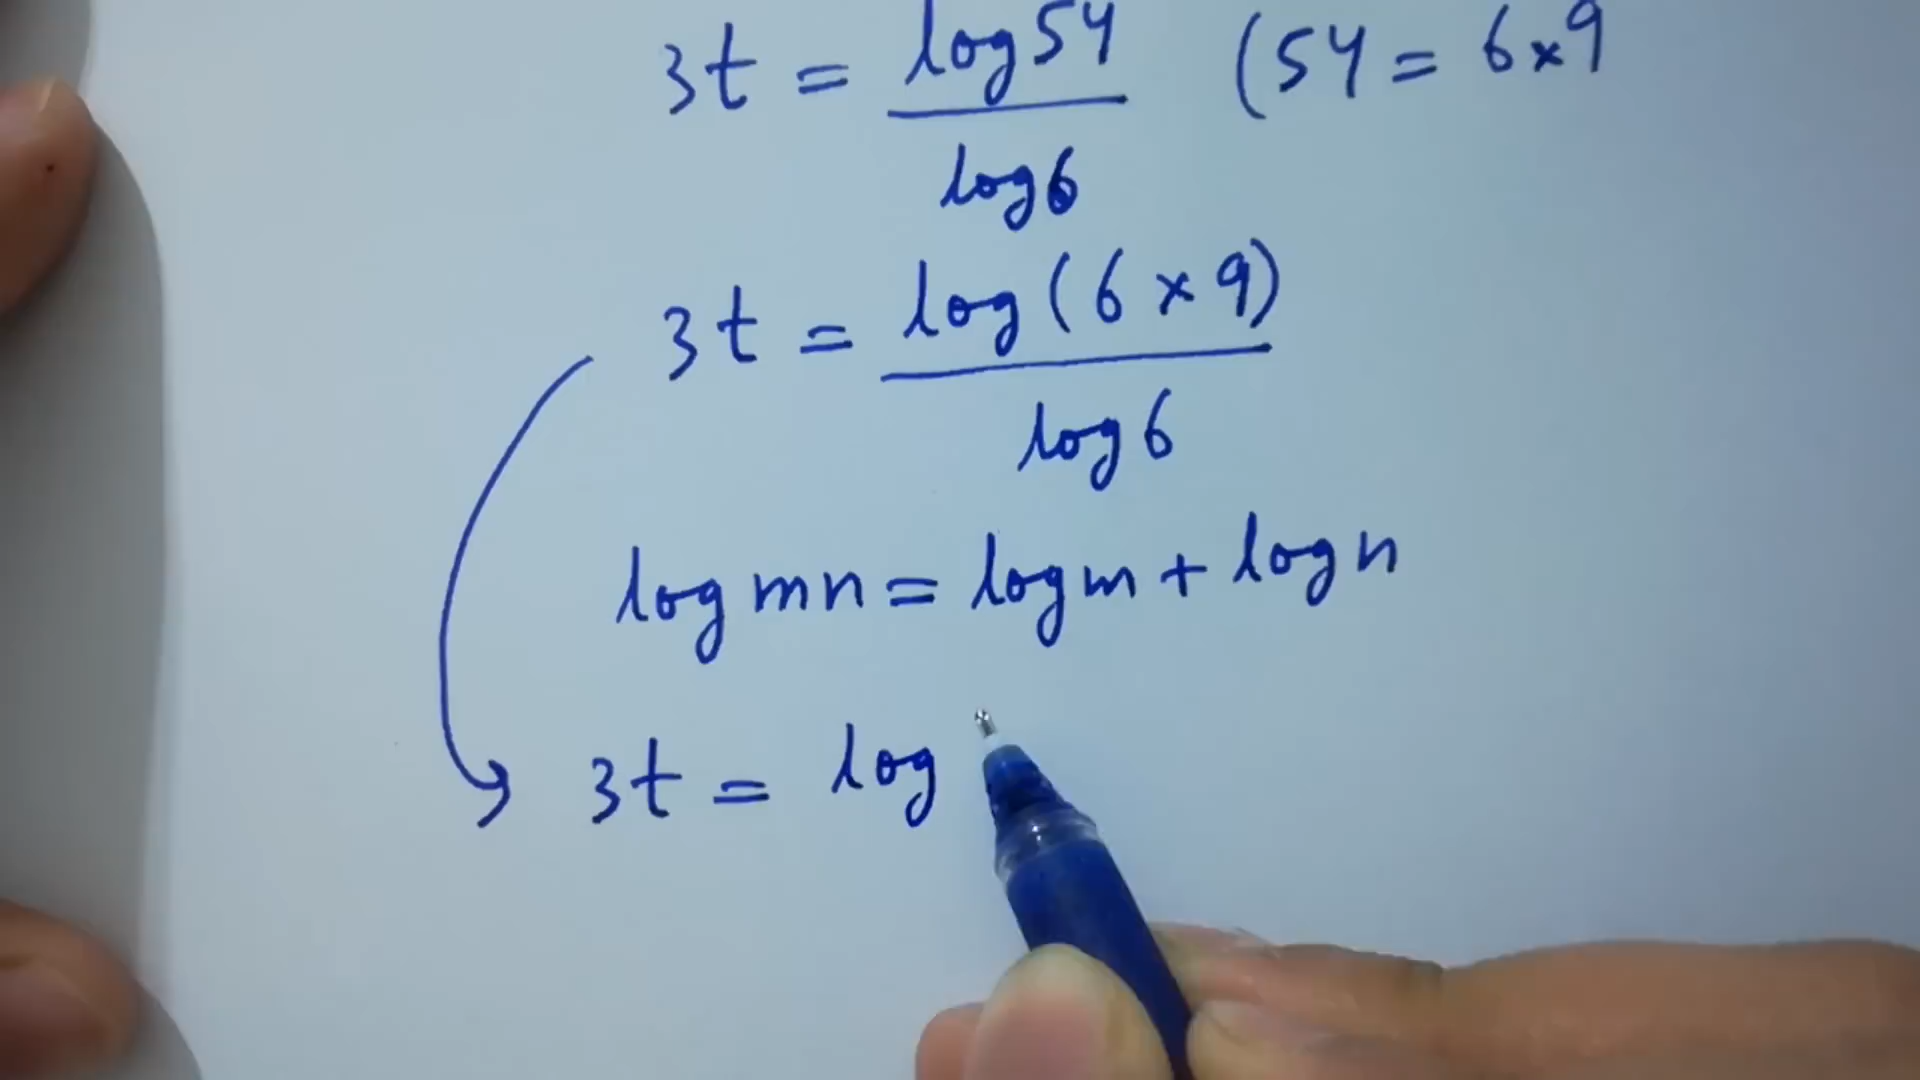 3t = log54 / log6 (54 = 6×9
3t = log(6×9) / log6
log mn = log m + log n
3t = log